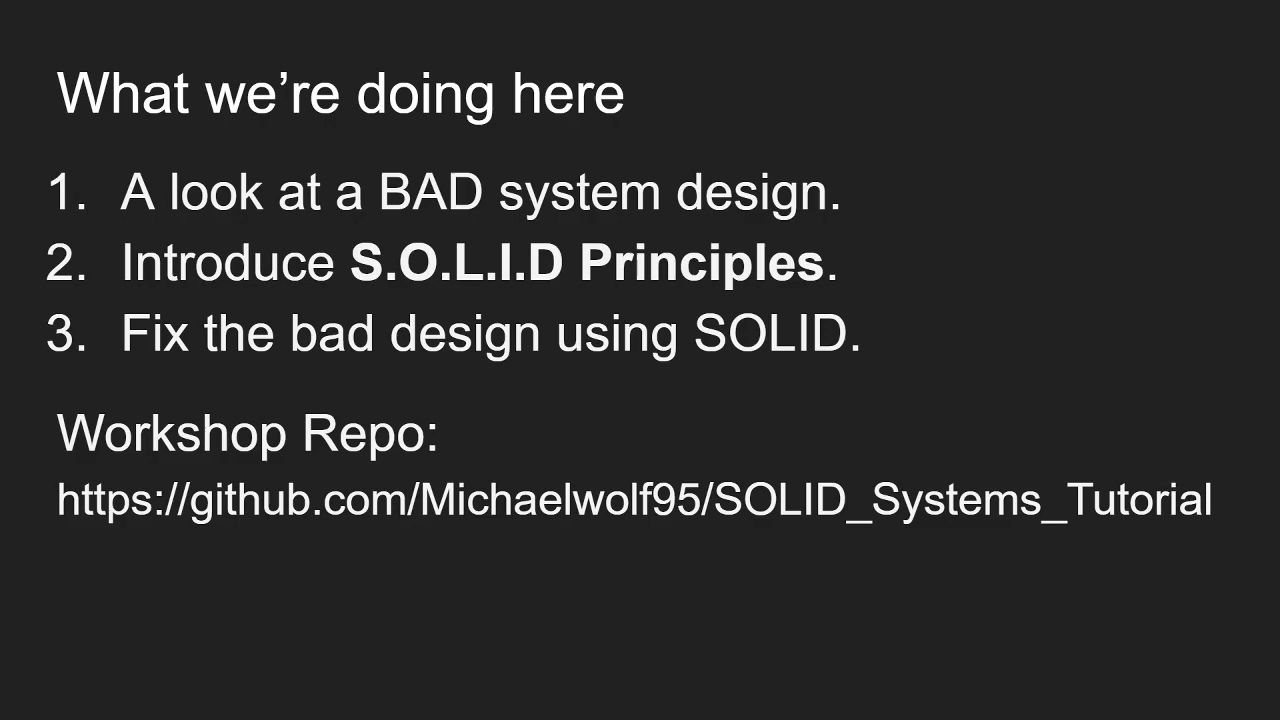 What we’re doing here
1. A look at a BAD system design.
2. Introduce S.O.L.I.D Principles.
3. Fix the bad design using SOLID.
Workshop Repo:
https://github.com/Michaelwolf95/SOLID_Systems_Tutorial